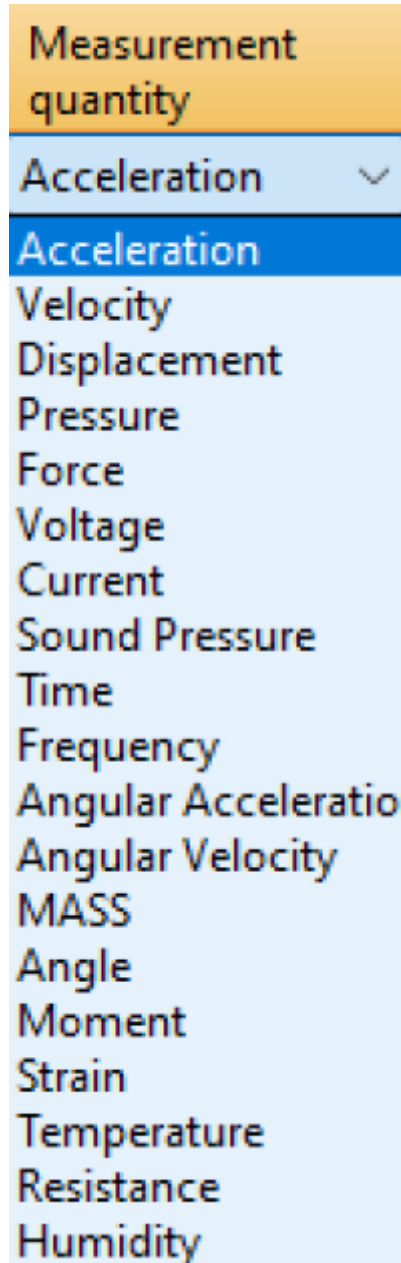 Measurement
quantity
Acceleration
Acceleration
Velocity
Displacement
Pressure
Force
Voltage
Current
Sound Pressure
Time
Frequency
Angular Acceleratio
Angular Velocity
MASS
Angle
Moment
Strain
Temperature
Resistance
Humidity